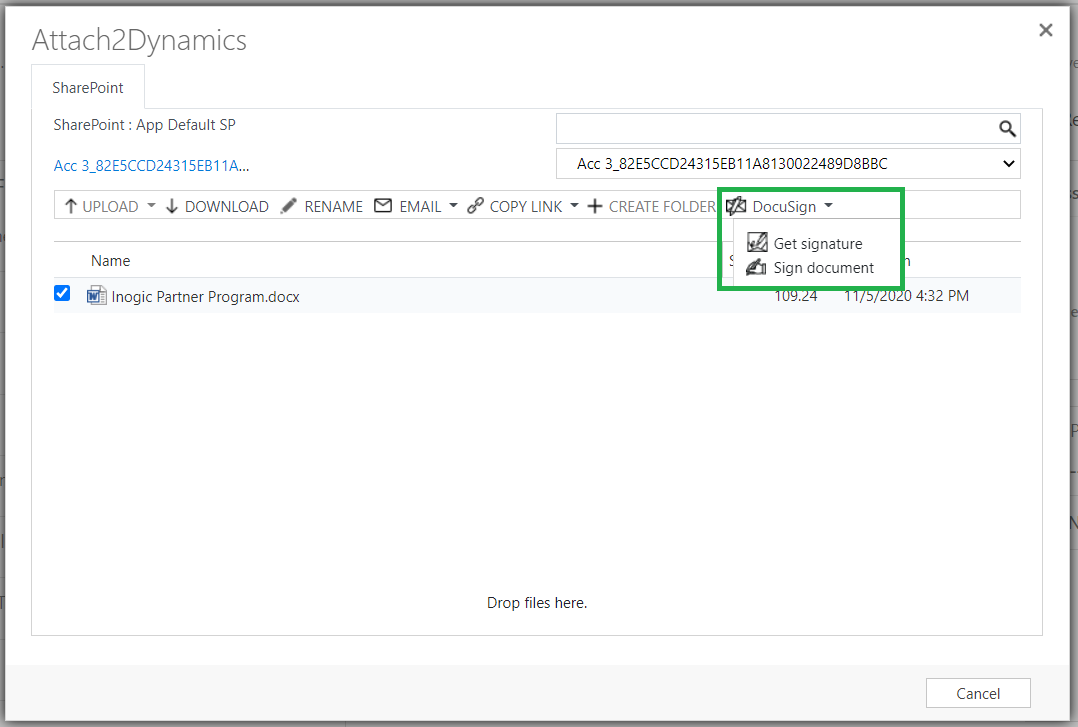 Attach2Dynamics
SharePoint
SharePoint : App Default SP
Acc 3_82E5CCD24315EB11A...
Acc 3_82E5CCD24315EB11A8130022489D8BBC
UPLOAD DOWNLOAD RENAME EMAIL COPY LINK CREATE FOLDER DocuSign
Get signature
Name
Sign document
Inogic Partner Program.docx 109.24 11/5/2020 4:32 PM
Drop files here.
Cancel